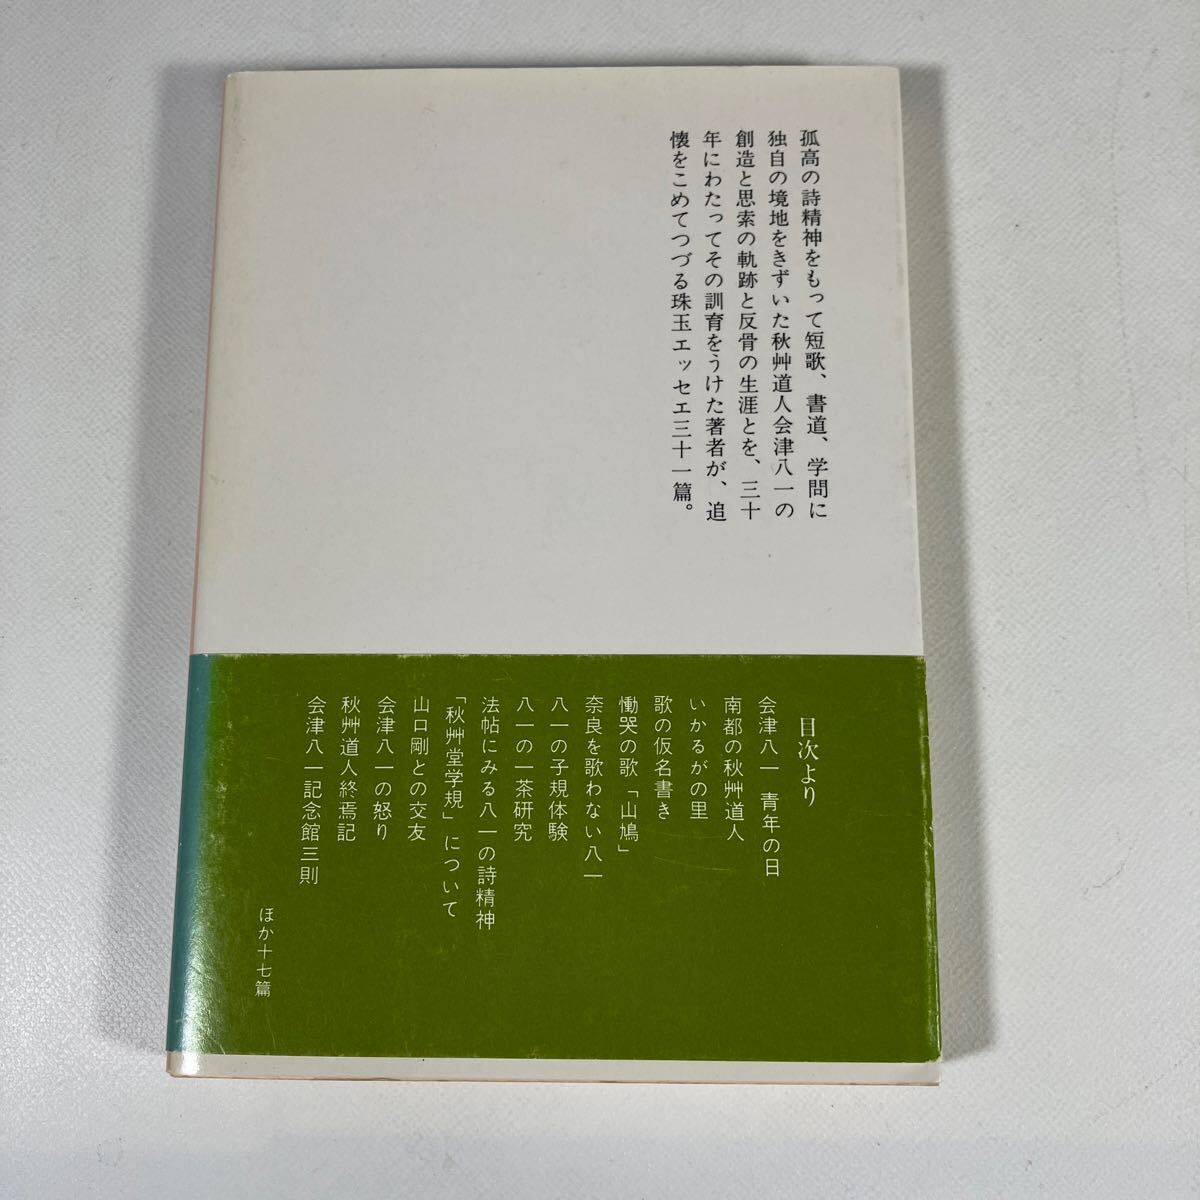 孤高の詩精神をもって短歌、書道、学問に
独自の境地をきずいた秋艸道人会津八一の
創造と思索の軌跡と反骨の生涯とを、三十
年にわたってその訓育をうけた著者が、追
懐をこめてつづる珠玉エッセエ三十一篇。
目次より
会津八一 青年の日
南都の秋艸道人
いかるがの里
歌の仮名書き
慟哭の歌「山鳩」
奈良を歌わない八一
八一の子規体験
八一の一茶研究
法帖にみる八一の詩精神
「秋艸堂学規」について
山口剛との交友
会津八一の怒り
秋艸道人終焉記
会津八一記念館三則
ほか十七篇